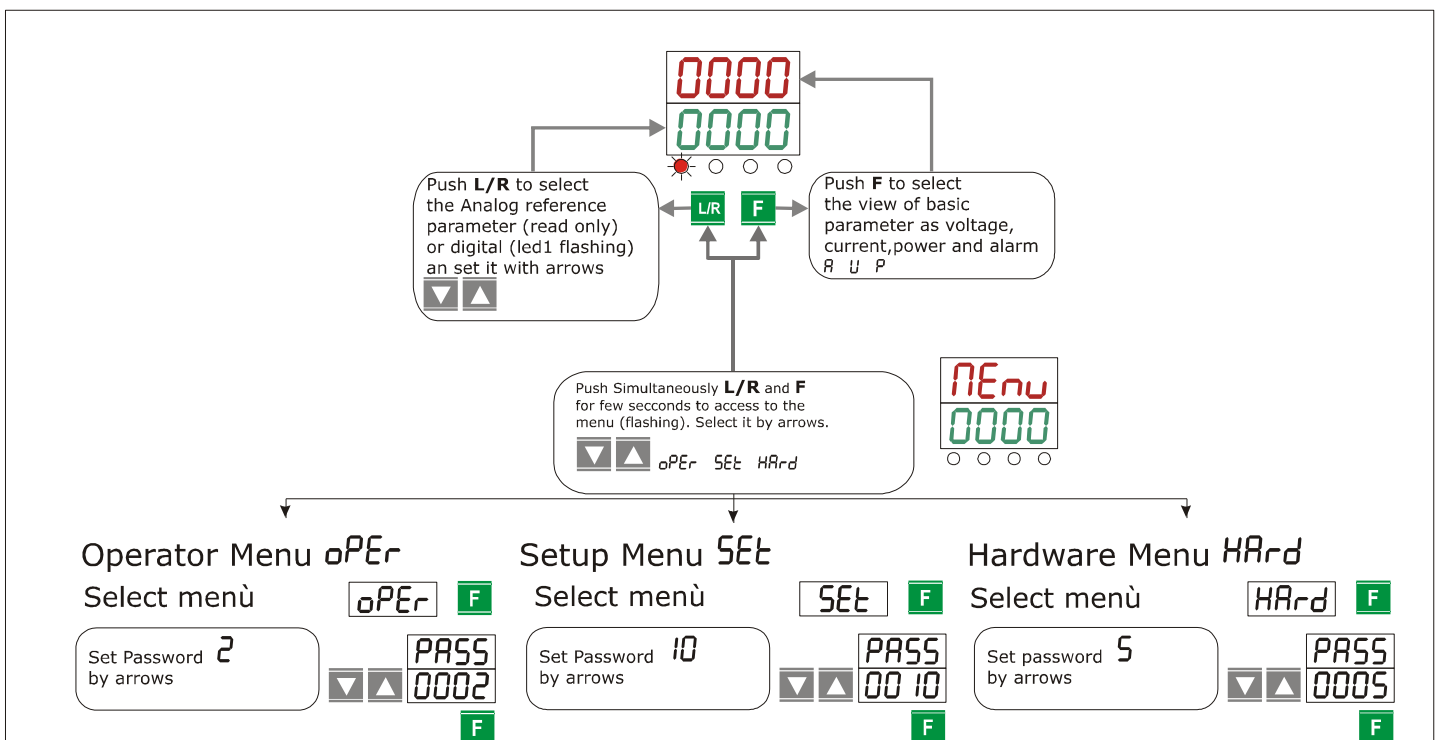 0000
0000
Push L/R to select
the Analog reference
parameter (read only)
or digital (led1 flashing)
an set it with arrows
L/R
F
Push F to select
the view of basic
parameter as voltage,
current,power and alarm
A U P
Push Simultaneously L/R and F
for few secconds to access to the
menu (flashing). Select it by arrows.
oPEr SEt HArd
MEnu
0000
Operator Menu oPEr
Select menù
oPEr
F
Set Password 2
by arrows
PASS
0002
F
Setup Menu SEt
Select menù
SEt
F
Set Password 10
by arrows
PASS
0010
F
Hardware Menu HArd
Select menù
HArd
F
Set password 5
by arrows
PASS
0005
F